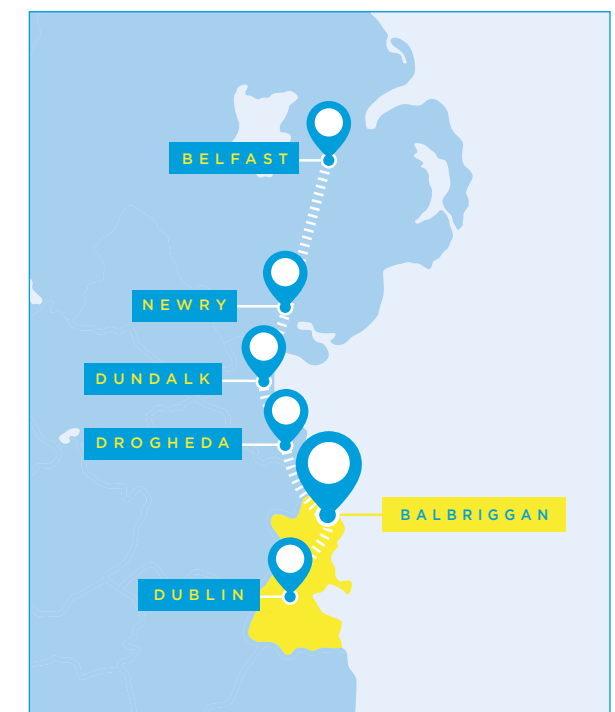 BELFAST
NEWRY
DUNDALK
DROGHEDA
BALBRIGGAN
DUBLIN